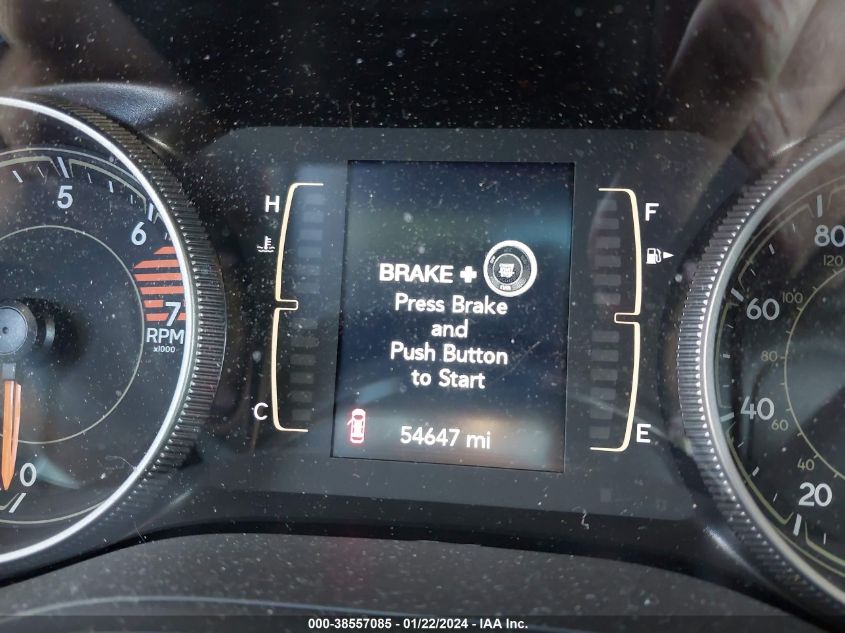 5
6
7
RPM
x1000
0
H
C
BRAKE +
Press Brake
and
Push Button
to Start
54647 mi
F
E
80
120
60
100
80
40
60
40
20
000-38557085 - 01/22/2024 - IAA Inc.